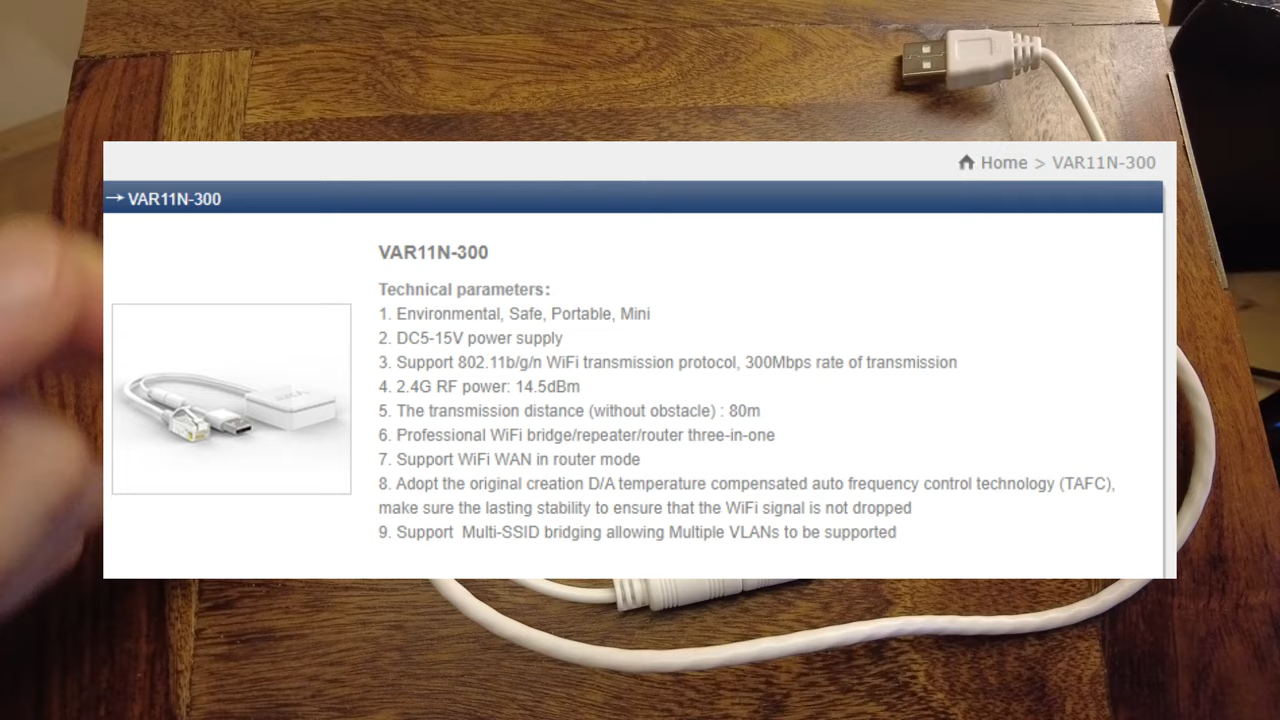 Home > VAR11N-300
→ VAR11N-300
VAR11N-300
Technical parameters:
1. Environmental, Safe, Portable, Mini
2. DC5-15V power supply
3. Support 802.11b/g/n WiFi transmission protocol, 300Mbps rate of transmission
4. 2.4G RF power: 14.5dBm
5. The transmission distance (without obstacle) : 80m
6. Professional WiFi bridge/repeater/router three-in-one
7. Support WiFi WAN in router mode
8. Adopt the original creation D/A temperature compensated auto frequency control technology (TAFC),
make sure the lasting stability to ensure that the WiFi signal is not dropped
9. Support  Multi-SSID bridging allowing Multiple VLANs to be supported